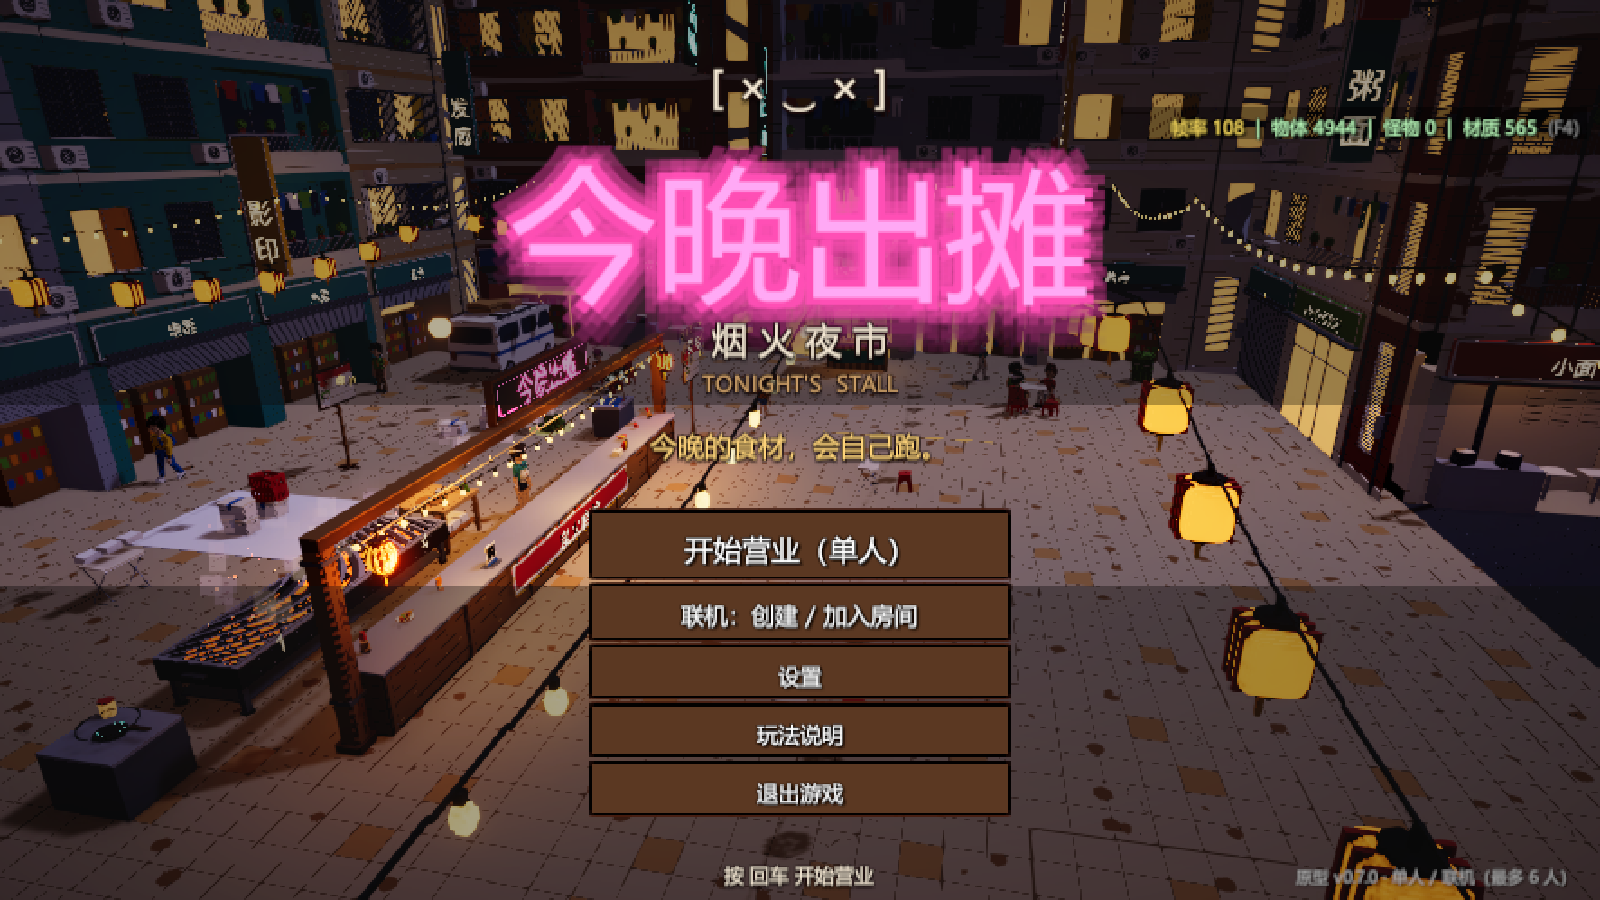 [ × ‿ × ]
粥
发廊
帧率 108 | 物体 4944 | 怪物 0 | 材质 565 (F4)
今晚出摊
影印
烟火夜市
小面
今晚出摊
TONIGHT'S STALL
今晚的食材，会自己跑。
开始营业（单人）
联机：创建 / 加入房间
设置
玩法说明
退出游戏
按 回车 开始营业
原型 v0.7.0 · 单人 / 联机（最多 6 人）